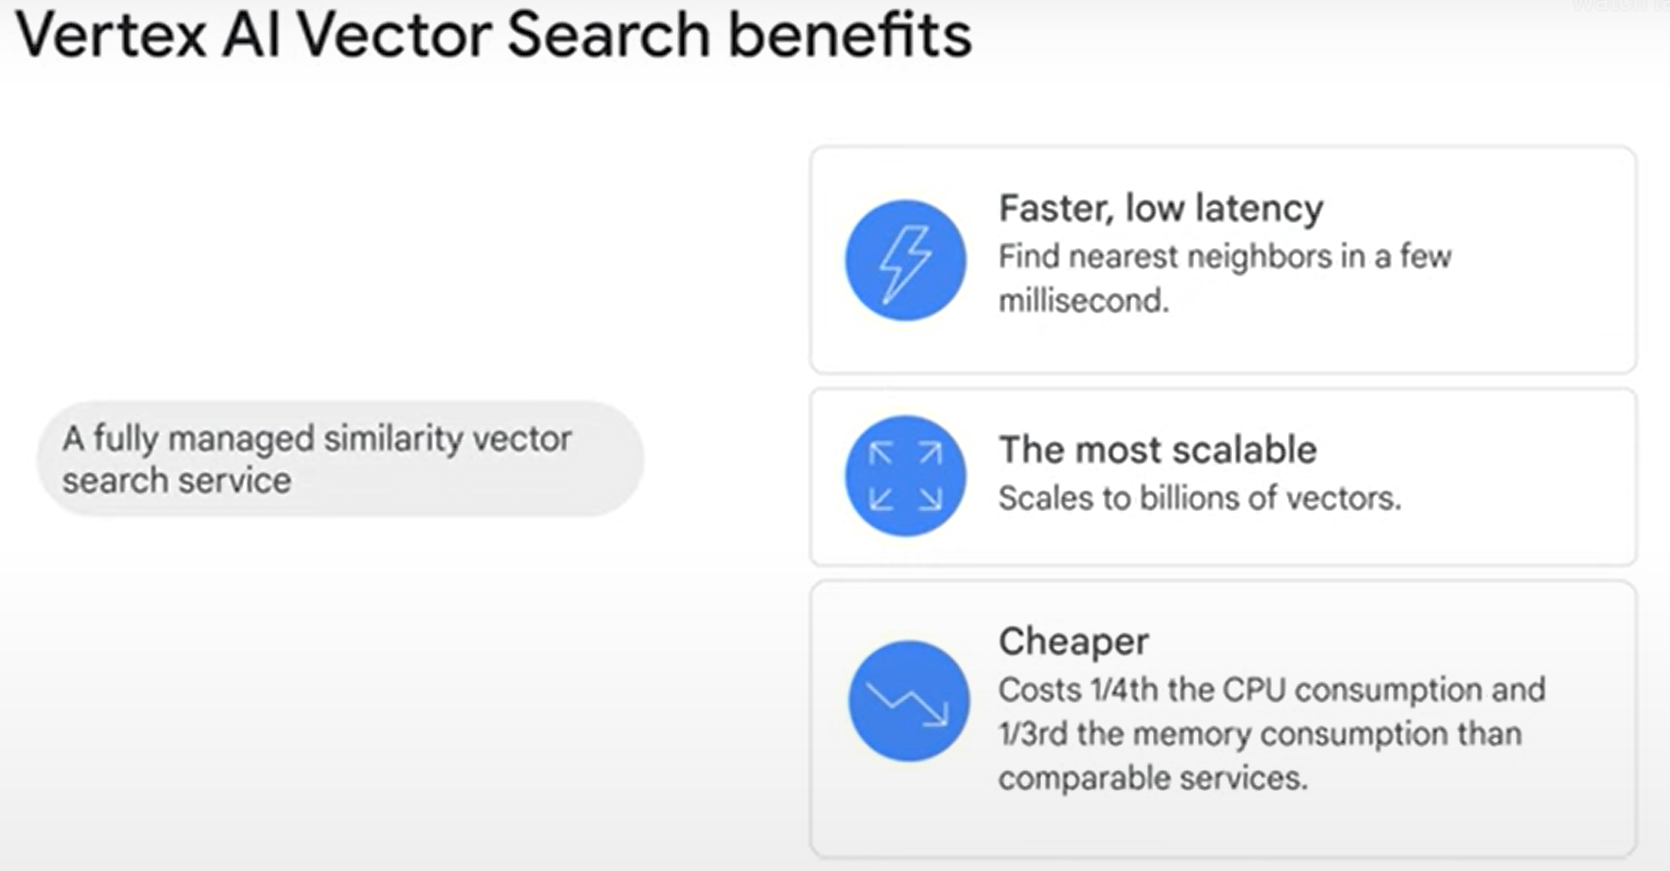 Vertex AI Vector Search benefits
A fully managed similarity vector
search service
Faster, low latency
Find nearest neighbors in a few
millisecond.
The most scalable
Scales to billions of vectors.
Cheaper
Costs 1/4th the CPU consumption and
1/3rd the memory consumption than
comparable services.